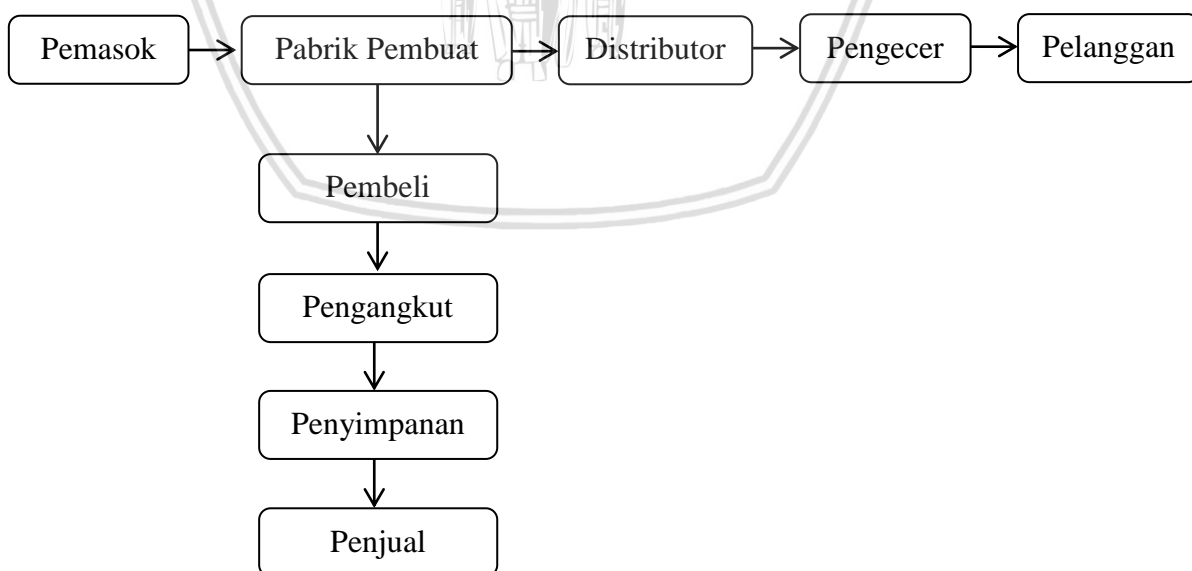 Pemasok
Pabrik Pembuat
Distributor
Pengecer
Pelanggan
Pembeli
Pengangkut
Penyimpanan
Penjual